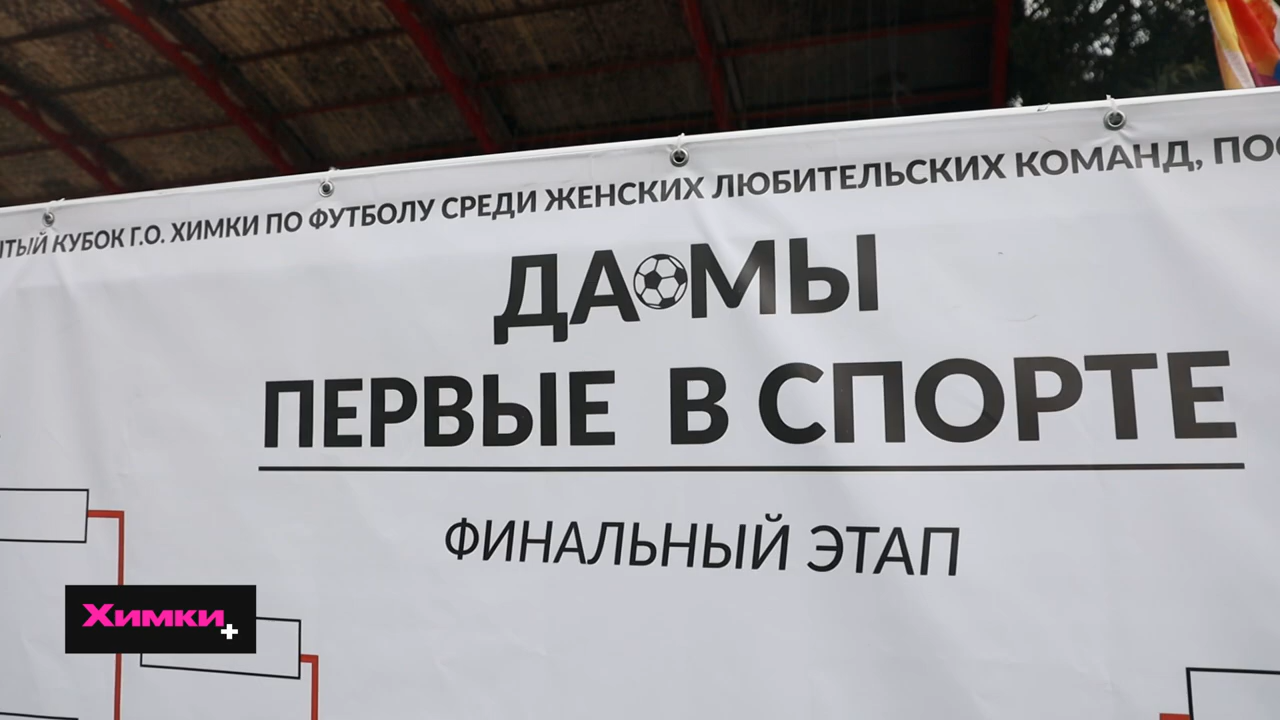 КУБОК Г.О. ХИМКИ ПО ФУТБОЛУ СРЕДИ ЖЕНСКИХ ЛЮБИТЕЛЬСКИХ КОМАНД,
ДА МЫ
ПЕРВЫЕ В СПОРТЕ
ФИНАЛЬНЫЙ ЭТАП
Химки+